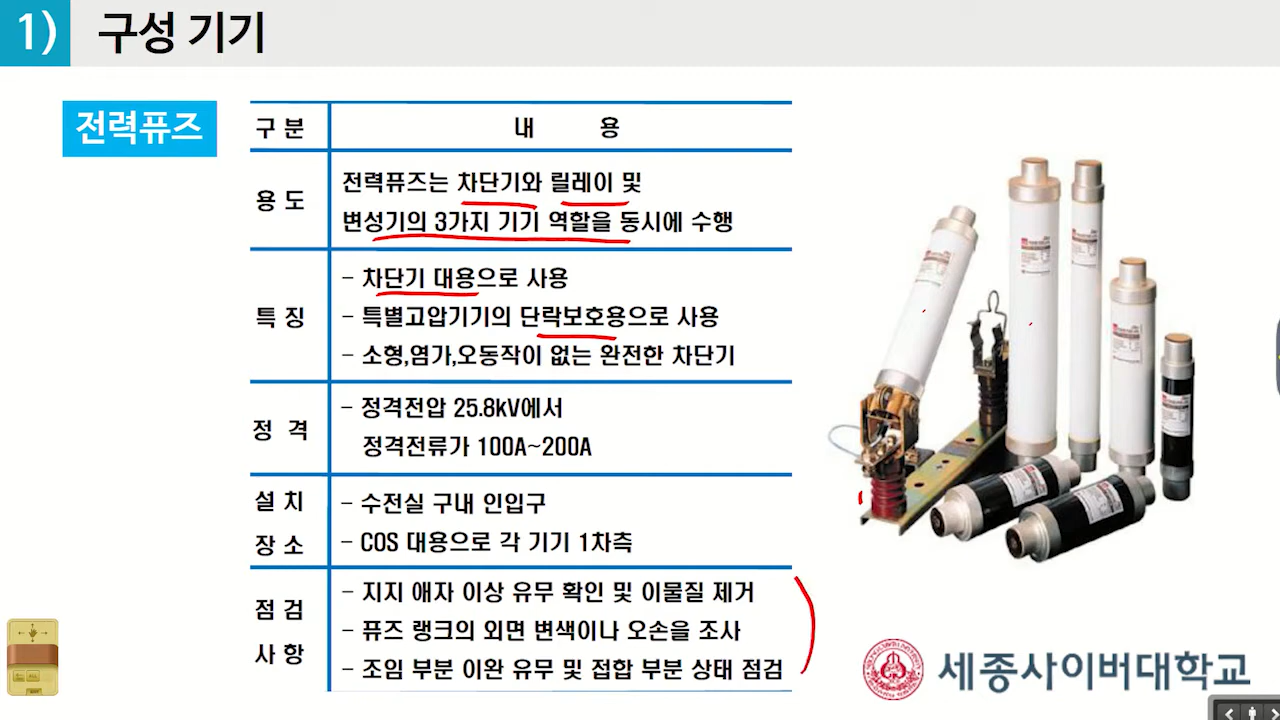 1) 구성 기기
전력퓨즈
구 분 내 용
용 도
전력퓨즈는 차단기와 릴레이 및
변성기의 3가지 기기 역할을 동시에 수행
특 징
- 차단기 대용으로 사용
- 특별고압기기의 단락보호용으로 사용
- 소형,염가,오동작이 없는 완전한 차단기
정 격
- 정격전압 25.8kV에서
정격전류가 100A~200A
설 치
장 소
- 수전실 구내 인입구
- COS 대용으로 각 기기 1차측
점 검
사 항
- 지지 애자 이상 유무 확인 및 이물질 제거
- 퓨즈 랭크의 외면 변색이나 오손을 조사
- 조임 부분 이완 유무 및 접합 부분 상태 점검
세종사이버대학교